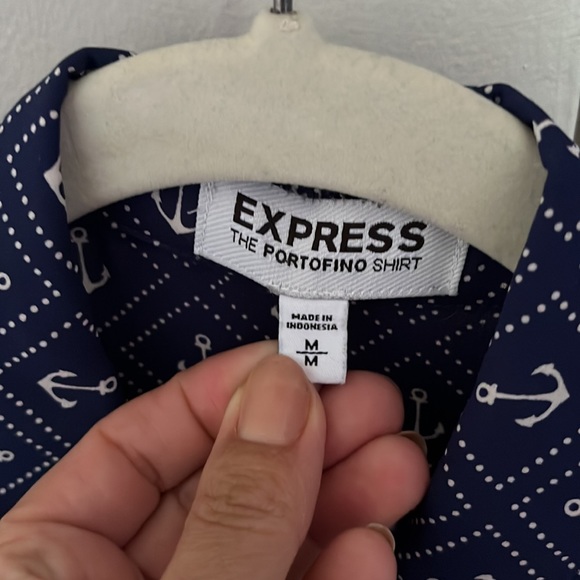 EXPRESS
THE PORTOFINO SHIRT
MADE IN
INDONESIA
M
M